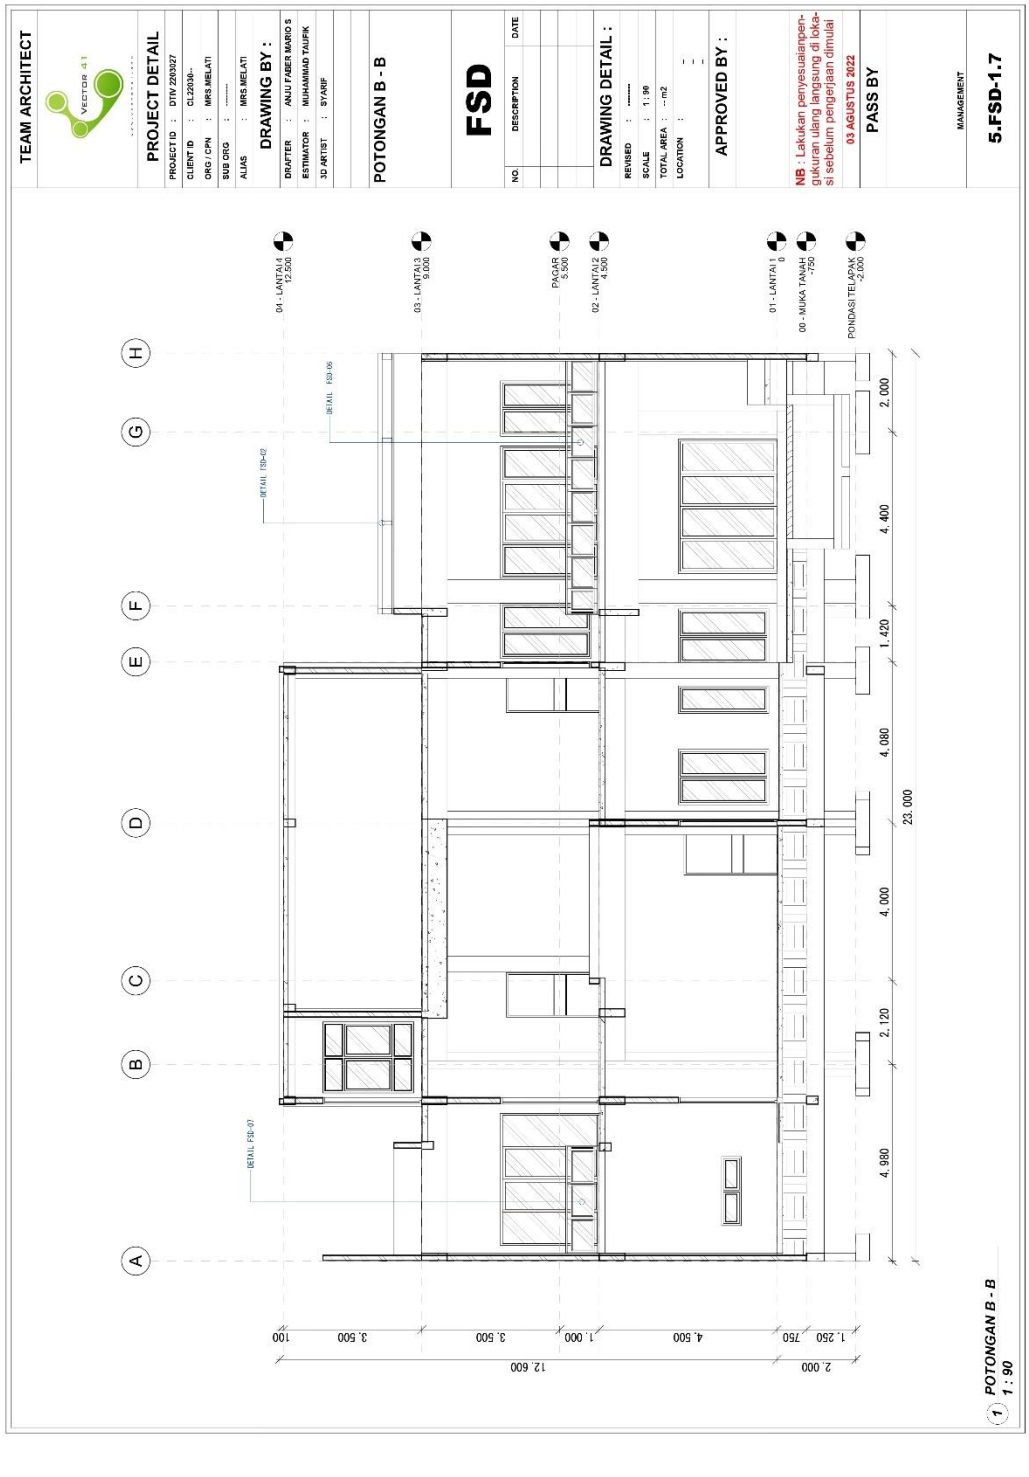 TEAM ARCHITECT
VECTOR 41
PROJECT DETAIL
PROJECT ID : DTIV 2203027
CLIENT ID : CL22030--
ORG / CPN : MRS.MELATI
SUB ORG : --------
ALIAS : MRS.MELATI
DRAWING BY :
DRAFTER : ANJU FABER MARIO S
ESTIMATOR : MUHAMMAD TAUFIK
3D ARTIST : SYARIF
POTONGAN B - B
FSD
NO. DESCRIPTION DATE
DRAWING DETAIL :
REVISED : --------
SCALE : 1 : 90
TOTAL AREA : -- m2
LOCATION : -
-
-
APPROVED BY :
NB : Lakukan penyesuaianpen-
gukuran ulang langsung di loka-
si sebelum pengerjaan dimulai
03 AGUSTUS 2022
PASS BY
MANAGEMENT
5.FSD-1.7
04 - LANTAI 4
12.500
03 - LANTAI 3
9.000
PAGAR
5.500
02 - LANTAI 2
4.500
01 - LANTAI 1
0
00 - MUKA TANAH
-750
PONDASI TELAPAK
-2.000
A
B
C
D
E
F
G
H
DETAIL FSD-07
DETAIL FSD-02
DETAIL FSD-06
4.980
2.120
4.000
4.080
1.420
4.400
2.000
23.000
100
3.500
3.500
1.000
4.500
750
1.250
12.600
2.000
1
POTONGAN B - B
1 : 90